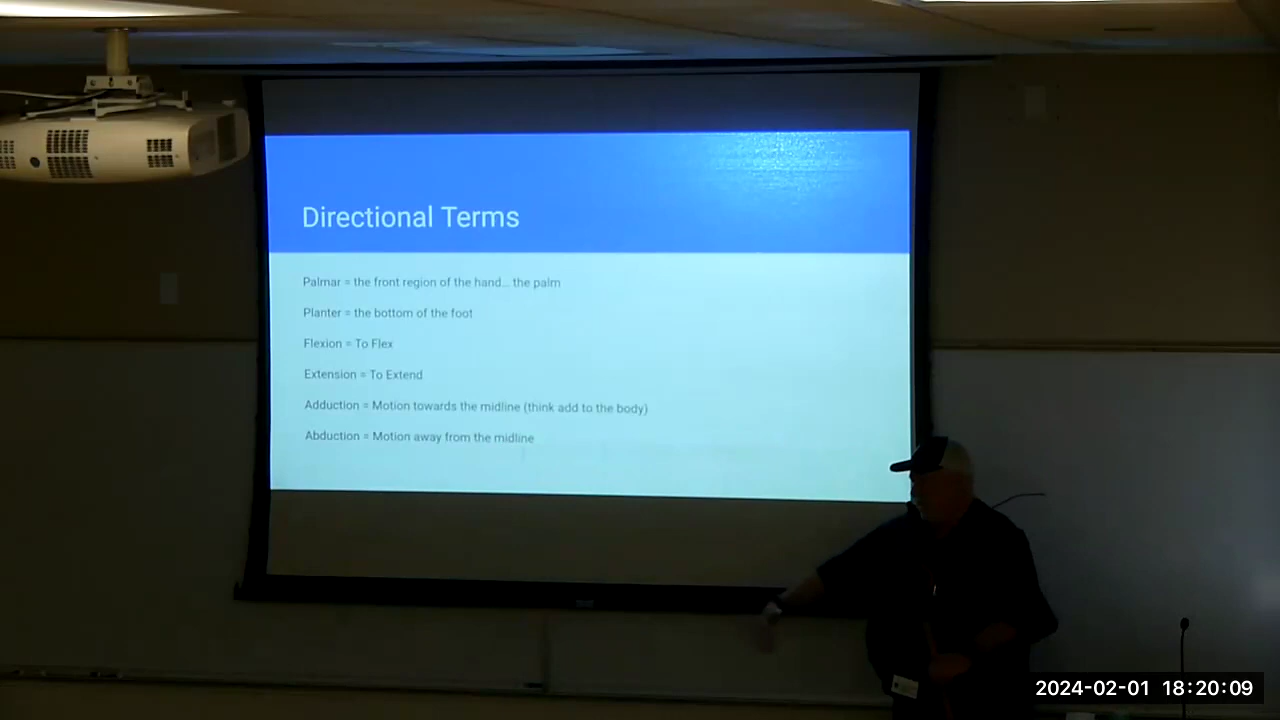 Directional Terms
Palmar = the front region of the hand... the palm
Planter = the bottom of the foot
Flexion = To Flex
Extension = To Extend
Adduction = Motion towards the midline (think add to the body)
Abduction = Motion away from the midline
2024-02-01 18:20:09